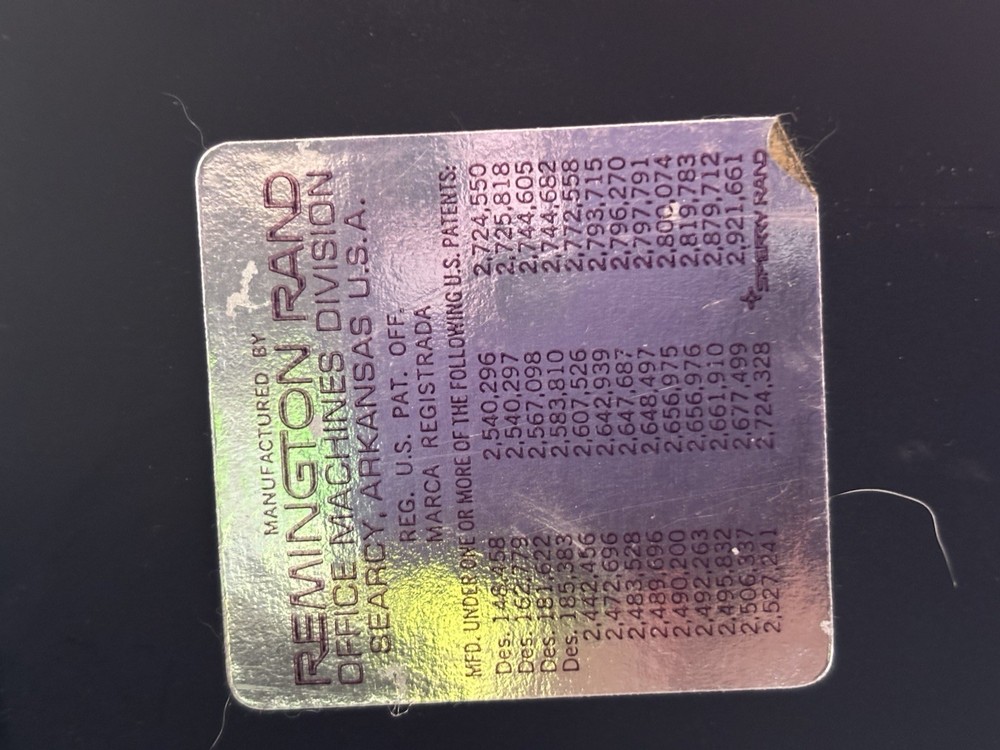 MANUFACTURED BY
REMINGTON RAND
OFFICE MACHINES DIVISION
SEARCY, ARKANSAS U.S.A.
REG. U.S. PAT. OFF.
MARCA REGISTRADA
MFD. UNDER ONE OR MORE OF THE FOLLOWING U.S. PATENTS:
Des. 2,540,296 2,724,550
Des. 162,779 2,540,297 2,725,818
Des. 181,622 2,567,098 2,744,605
Des. 185,383 2,583,810 2,744,682
2,442,456 2,607,526 2,772,558
2,472,696 2,642,939 2,793,715
2,483,528 2,647,687 2,796,270
2,489,696 2,648,497 2,797,791
2,490,200 2,656,975 2,800,074
2,492,263 2,656,976 2,819,783
2,495,832 2,661,910 2,879,712
2,506,337 2,677,499 2,921,661
2,527,241 2,724,328 SPERRY RAND